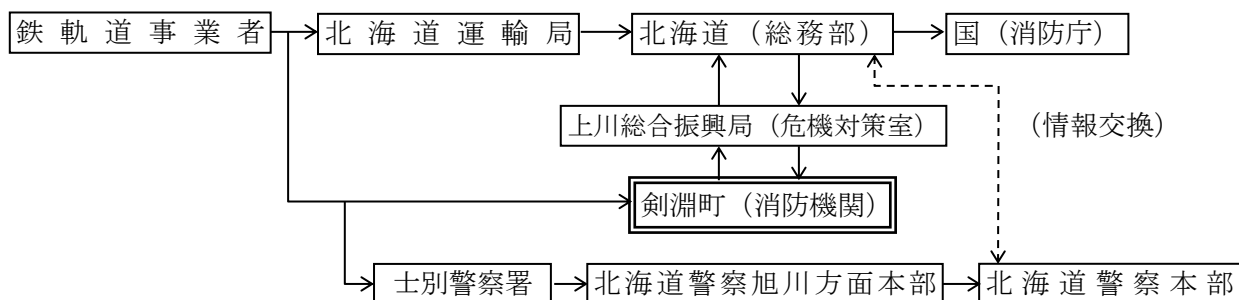 鉄軌道事業者
北海道運輸局
北海道（総務部）
国（消防庁）
上川総合振興局（危機対策室）
（情報交換）
剣淵町（消防機関）
士別警察署
北海道警察旭川方面本部
北海道警察本部